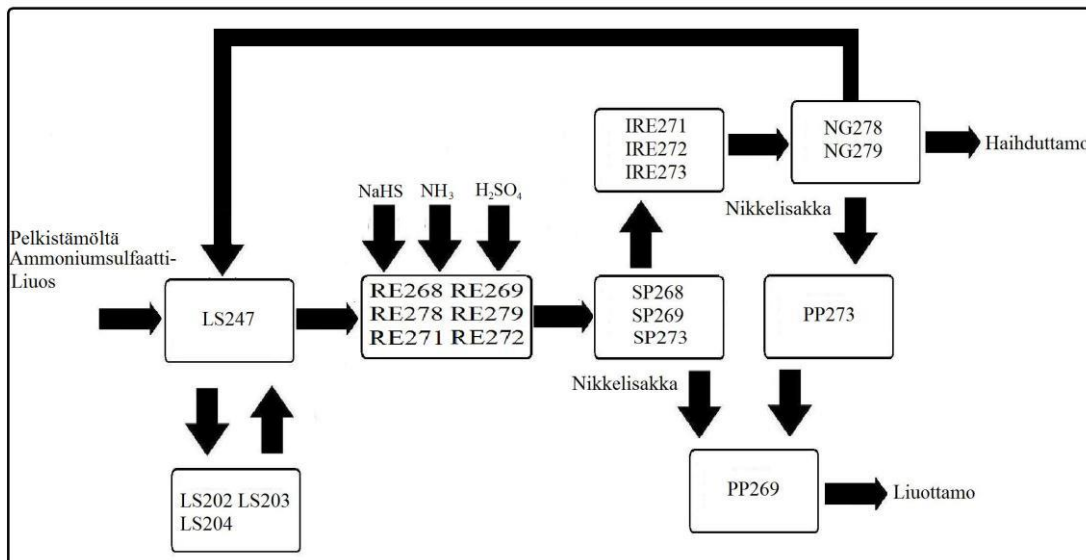 IRE271
IRE272
IRE273
NG278
NG279
Haihduttamo
NaHS
NH₃
H₂SO₄
Nikkelisakka
Pelkistämöltä
Ammoniumsulfaatti-
Liuos
LS247
RE268 RE269
RE278 RE279
RE271 RE272
SP268
SP269
SP273
PP273
Nikkelisakka
LS202 LS203
LS204
PP269
Liuottamo